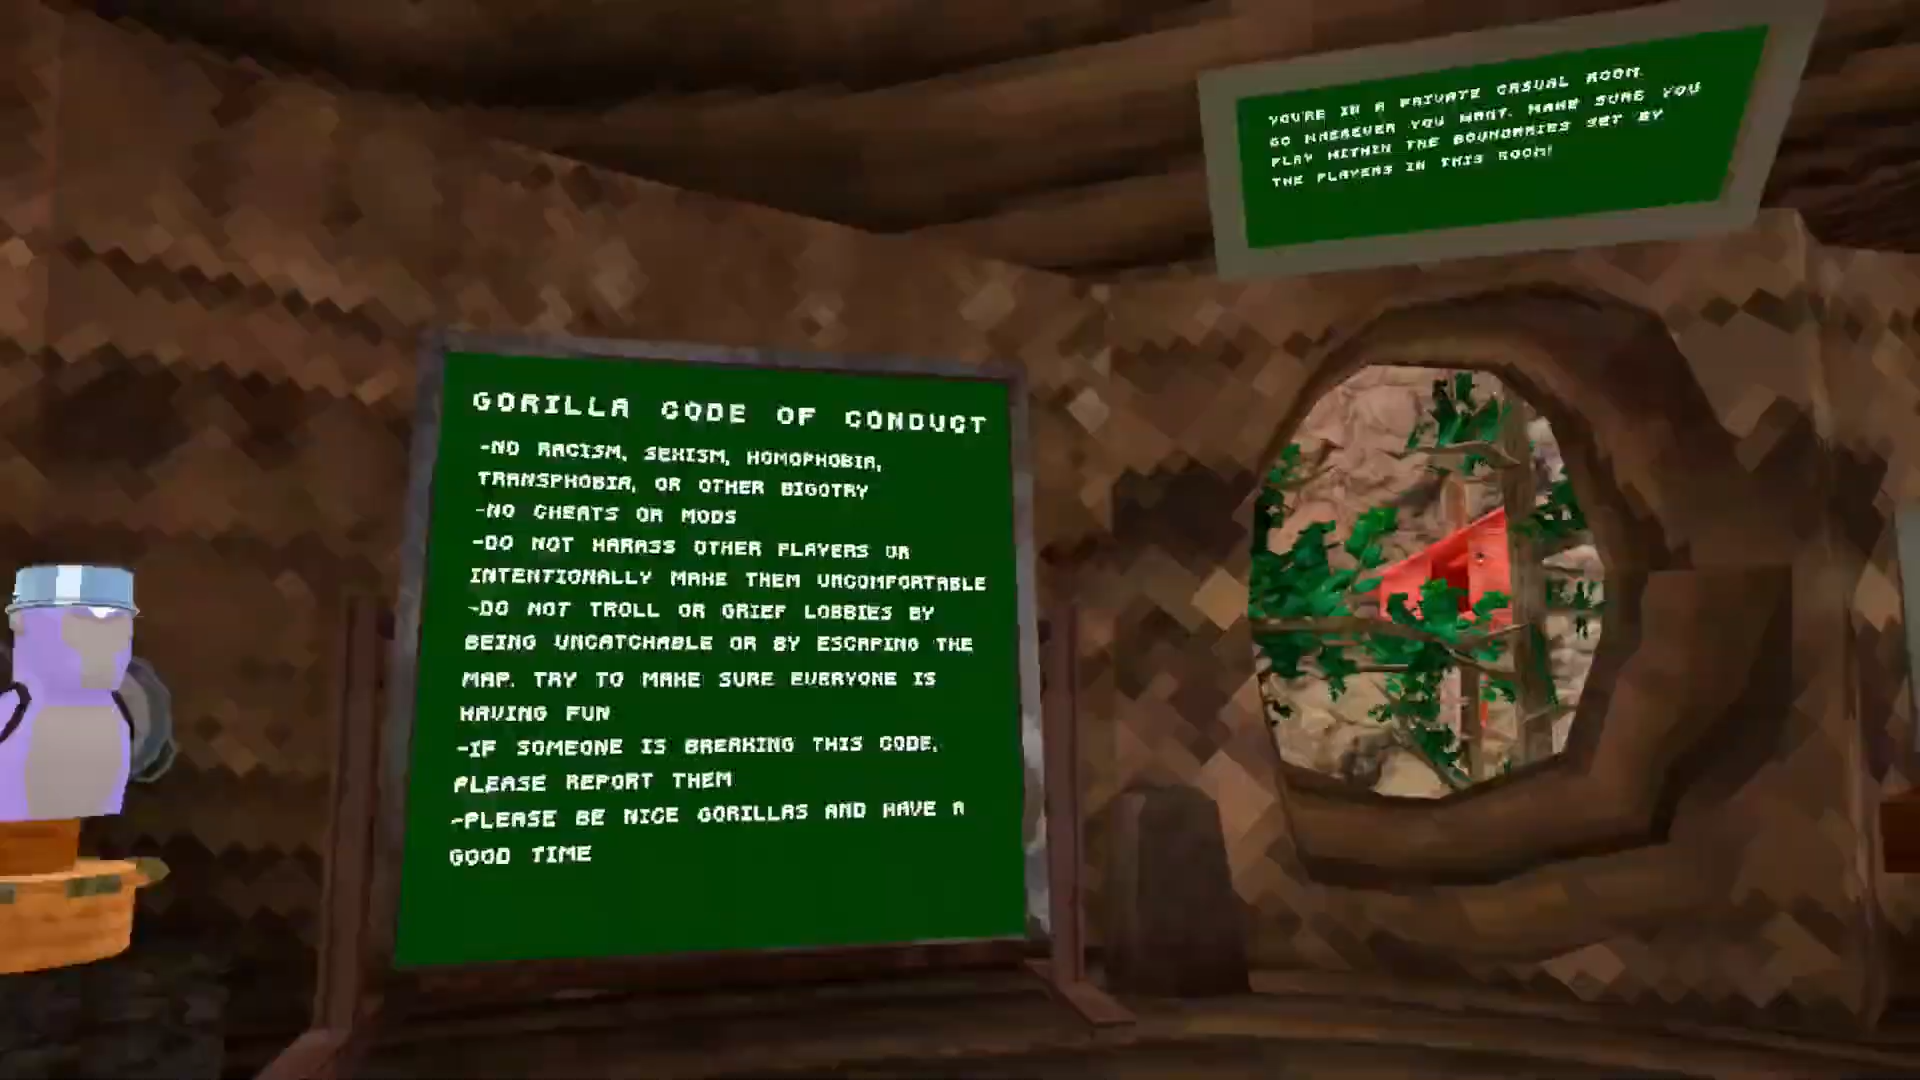 YOU'RE IN A PRIVATE CASUAL ROOM.
GO WHEREVER YOU WANT. MAKE SURE YOU
PLAY WITHIN THE BOUNDARIES SET BY
THE PLAYERS IN THIS ROOM!
GORILLA CODE OF CONDUCT
-NO RACISM, SEXISM, HOMOPHOBIA,
TRANSPHOBIA, OR OTHER BIGOTRY
-NO CHEATS OR MODS
-DO NOT HARASS OTHER PLAYERS OR
INTENTIONALLY MAKE THEM UNCOMFORTABLE
-DO NOT TROLL OR GRIEF LOBBIES BY
BEING UNCATCHABLE OR BY ESCAPING THE
MAP. TRY TO MAKE SURE EVERYONE IS
HAVING FUN
-IF SOMEONE IS BREAKING THIS CODE,
PLEASE REPORT THEM
-PLEASE BE NICE GORILLAS AND HAVE A
GOOD TIME